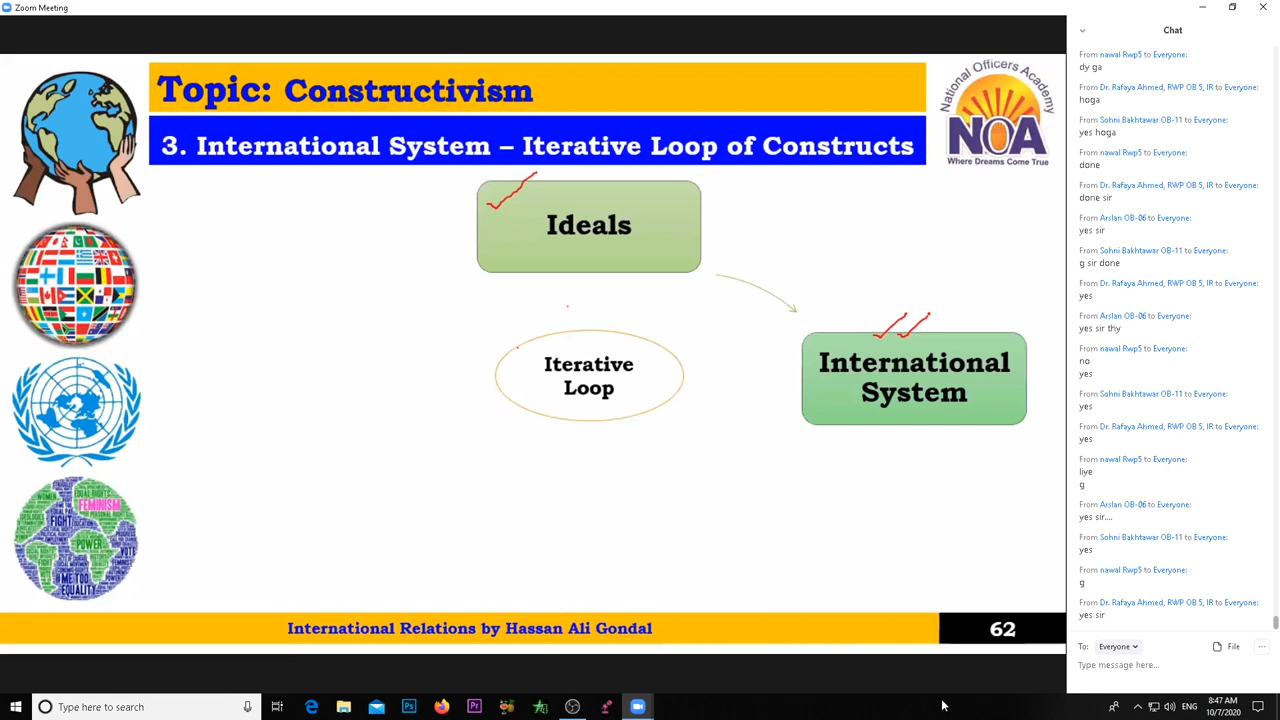 Zoom Meeting
Topic: Constructivism
3. International System – Iterative Loop of Constructs
National Officers Academy
NOA
Where Dreams Come True
Ideals
Iterative
Loop
International
System
FEMINISM
FIGHT
POWER
VOTE
#ME TOO
EQUALITY
International Relations by Hassan Ali Gondal
62
Chat
From nawal Rwp5 to Everyone:
dy ga
From Dr. Rafaya Ahmed, RWP OB 5, IR to Everyone:
hoga
From Sohni Bakhtawar OB-11 to Everyone:
yes hoga
From nawal Rwp5 to Everyone:
done
From Dr. Rafaya Ahmed, RWP OB 5, IR to Everyone:
done sir
From Arslan OB-06 to Everyone:
yes sir
From Sohni Bakhtawar OB-11 to Everyone:
g sir done
From Dr. Rafaya Ahmed, RWP OB 5, IR to Everyone:
yes
From Arslan OB-06 to Everyone:
yes sir thy
From nawal Rwp5 to Everyone:
no
yes
From Sohni Bakhtawar OB-11 to Everyone:
yes
From Dr. Rafaya Ahmed, RWP OB 5, IR to Everyone:
yes
From nawal Rwp5 to Everyone:
live
g
From Arslan OB-06 to Everyone:
yes sir....
From Sohni Bakhtawar OB-11 to Everyone:
yes
From nawal Rwp5 to Everyone:
g
From Dr. Rafaya Ahmed, RWP OB 5, IR to Everyone:
yes sir
To: Everyone File ...
Type message here...
Type here to search
Ps
Pr
ENG
8:47 AM
10/7/2020